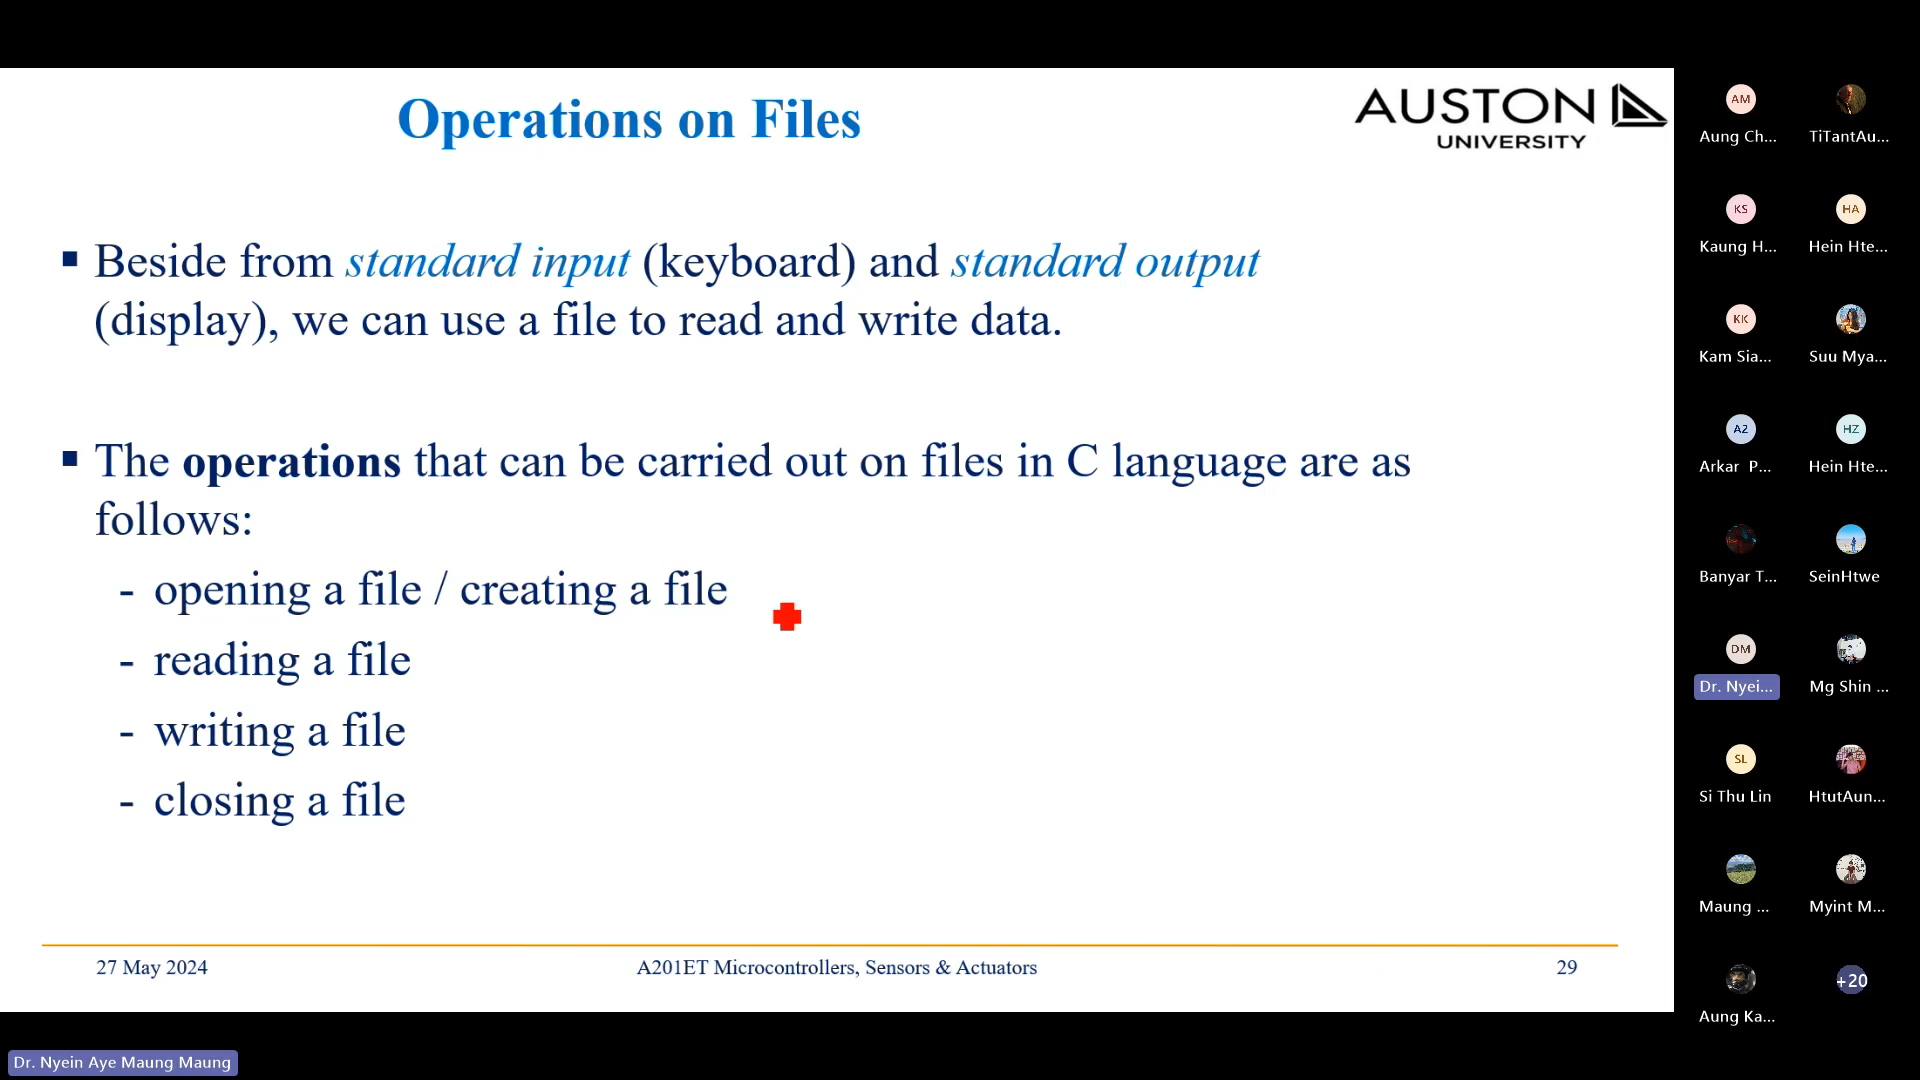 Operations on Files
AUSTON
UNIVERSITY
▪ Beside from standard input (keyboard) and standard output
(display), we can use a file to read and write data.
▪ The operations that can be carried out on files in C language are as
follows:
- opening a file / creating a file
- reading a file
- writing a file
- closing a file
27 May 2024 A201ET Microcontrollers, Sensors & Actuators 29
AM
Aung Ch... TiTantAu...
KS HA
Kaung H... Hein Hte...
KK
Kam Sia... Suu Mya...
A2 HZ
Arkar P... Hein Hte...
Banyar T... SeinHtwe
DM
Dr. Nyei... Mg Shin ...
SL
Si Thu Lin HtutAun...
Maung ... Myint M...
+20
Aung Ka...
Dr. Nyein Aye Maung Maung